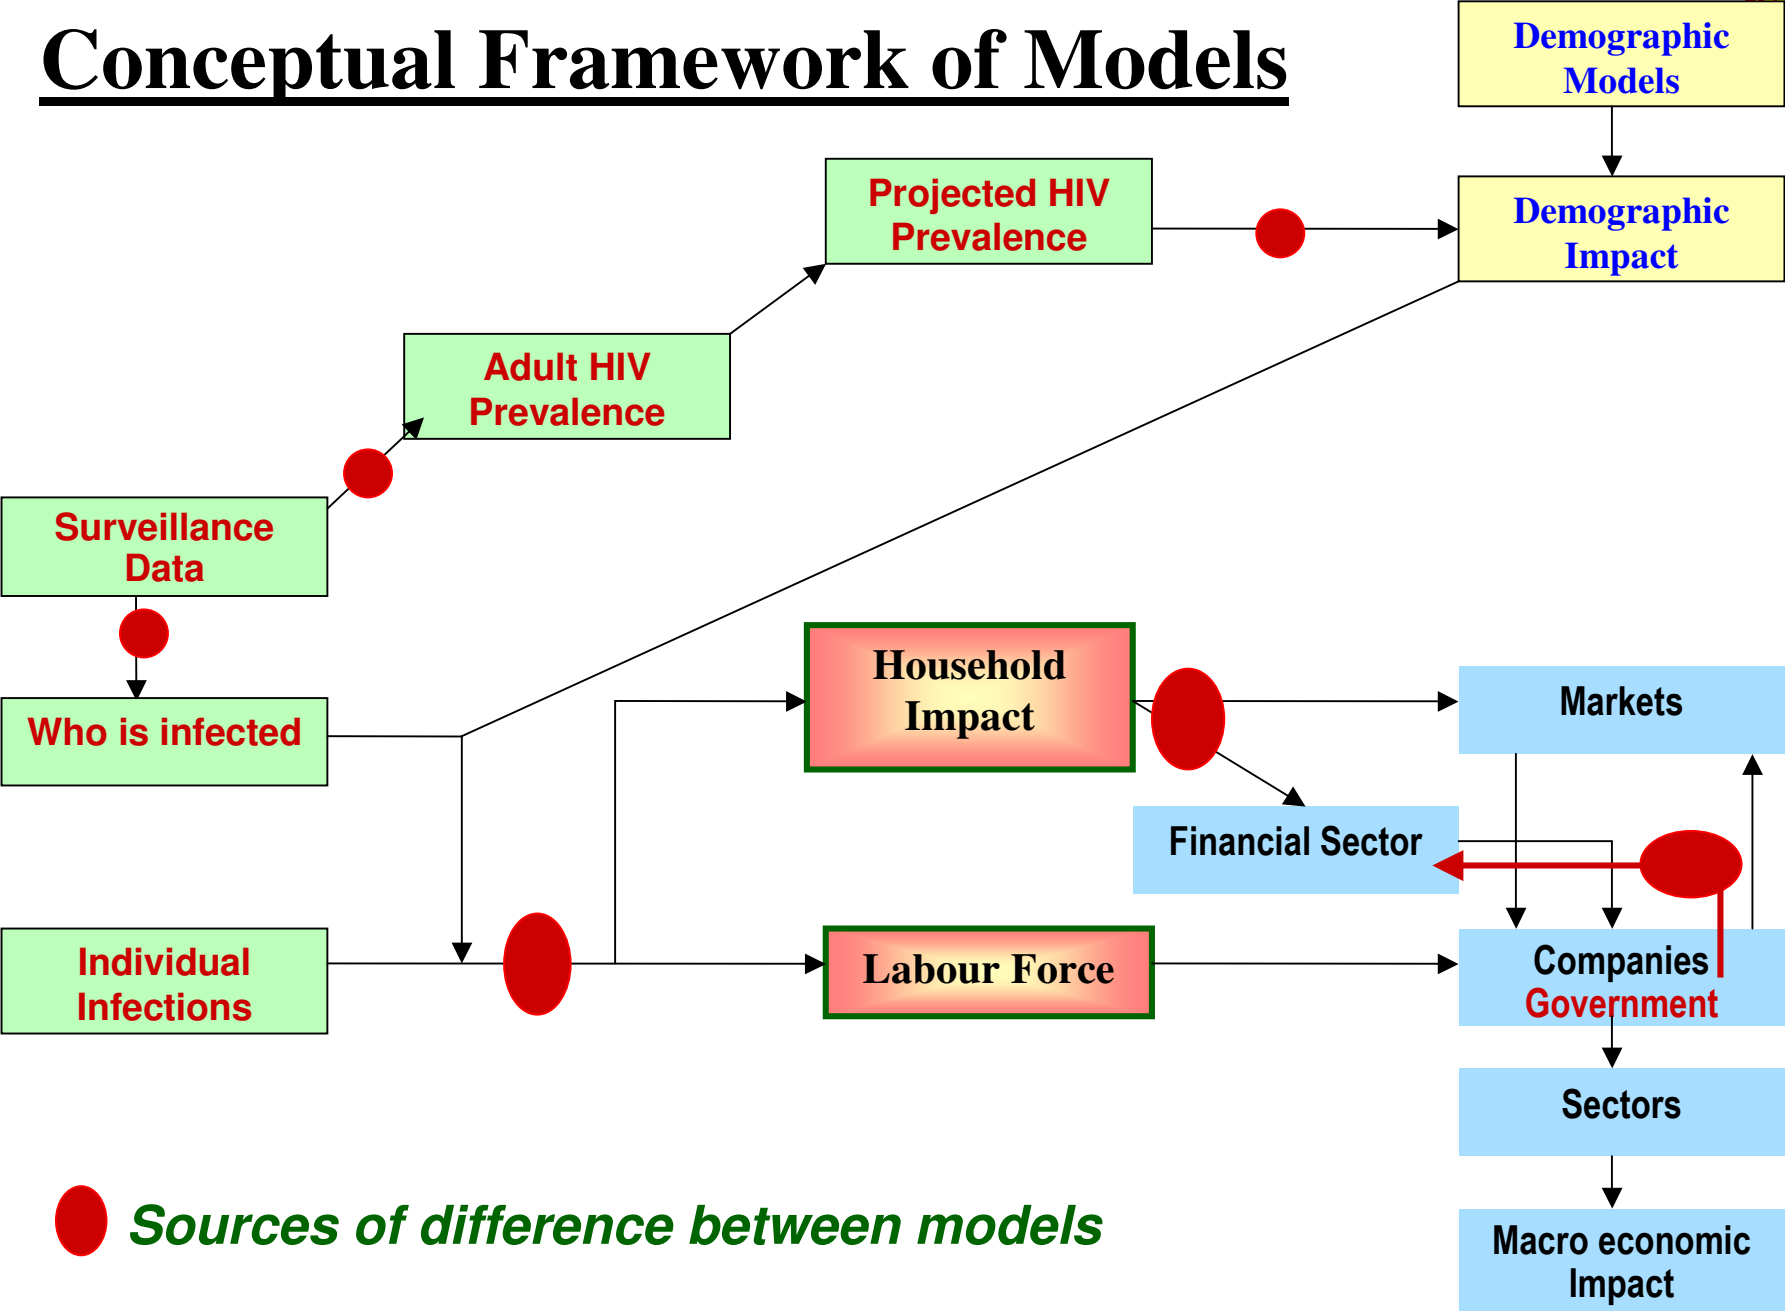 Conceptual Framework of Models
Demographic
Models
Projected HIV
Prevalence
Demographic
Impact
Adult HIV
Prevalence
Surveillance
Data
Household
Impact
Markets
Who is infected
Financial Sector
Individual
Infections
Labour Force
Companies
Government
Sectors
Sources of difference between models
Macro economic
Impact